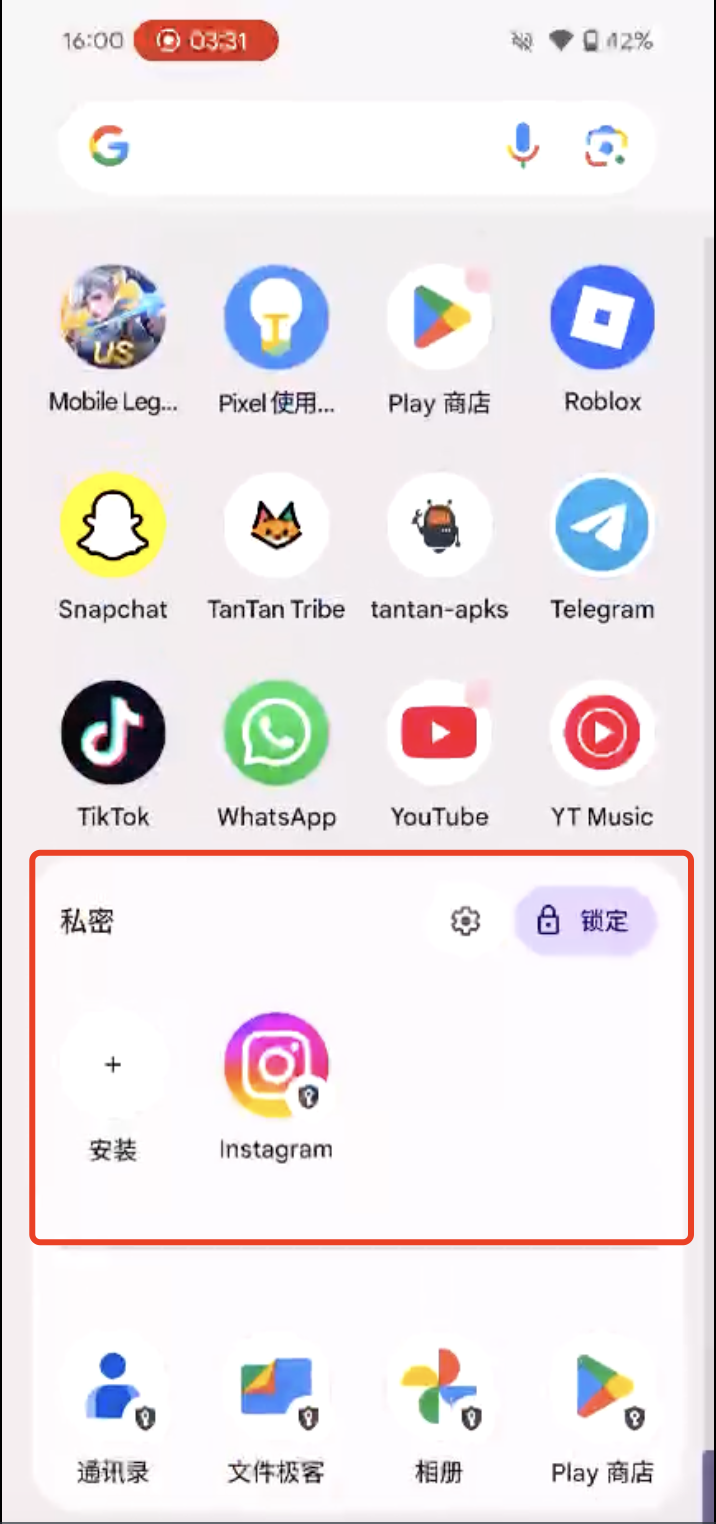 16:00 03:31 42%
Mobile Leg... Pixel 使用... Play 商店 Roblox
Snapchat TanTan Tribe tantan-apks Telegram
US
TikTok WhatsApp YouTube YT Music
私密 锁定
+
安装 Instagram
通讯录 文件极客 相册 Play 商店